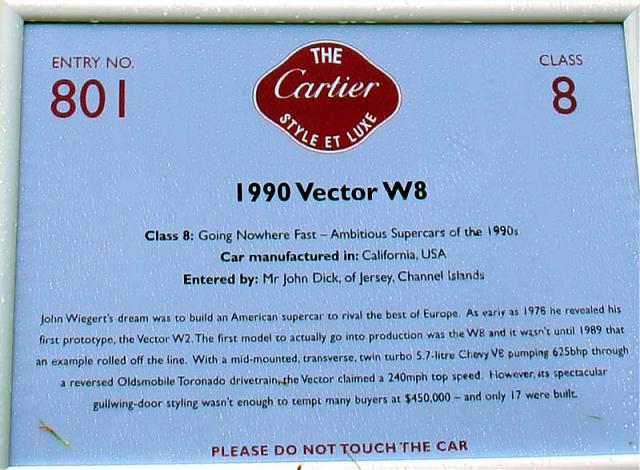 ENTRY NO.
801
THE
Cartier
STYLE ET LUXE
CLASS
8
1990 Vector W8
Class 8: Going Nowhere Fast – Ambitious Supercars of the 1990s
Car manufactured in: California, USA
Entered by: Mr John Dick, of Jersey, Channel Islands
John Wiegert's dream was to build an American supercar to rival the best of Europe. As early as 1978 he revealed his
first prototype, the Vector W2. The first model to actually go into production was the W8 and it wasn't until 1989 that
an example rolled off the line. With a mid-mounted, transverse, twin turbo 5.7-litre Chevy V8 pumping 625bhp through
a reversed Oldsmobile Toronado drivetrain, the Vector claimed a 240mph top speed. However, its spectacular
gullwing-door styling wasn't enough to tempt many buyers at $450,000 – and only 17 were built.
PLEASE DO NOT TOUCH THE CAR